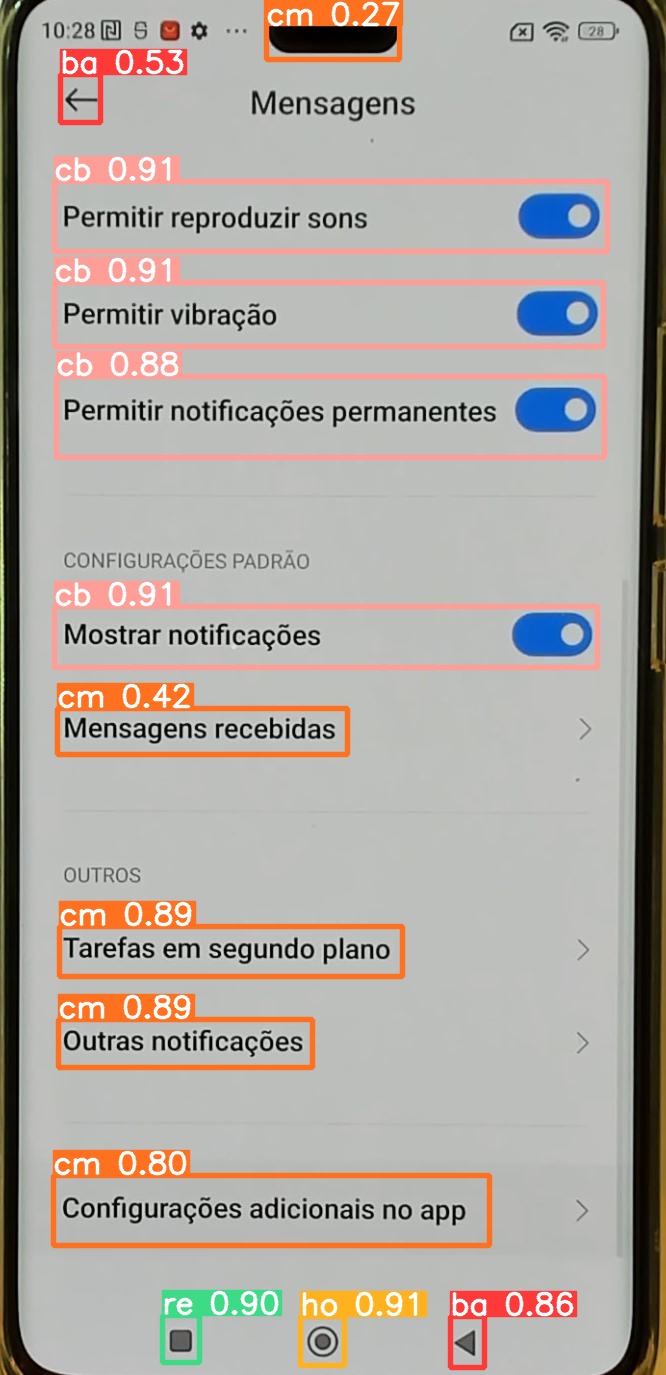 cm 0.27
10:28 S ... 28
ba 0.53
Mensagens
cb 0.91
Permitir reproduzir sons
cb 0.91
Permitir vibração
cb 0.88
Permitir notificações permanentes
CONFIGURAÇÕES PADRÃO
cb 0.91
Mostrar notificações
cm 0.42
Mensagens recebidas
OUTROS
cm 0.89
Tarefas em segundo plano
cm 0.89
Outras notificações
cm 0.80
Configurações adicionais no app
re 0.90 ho 0.91 ba 0.86